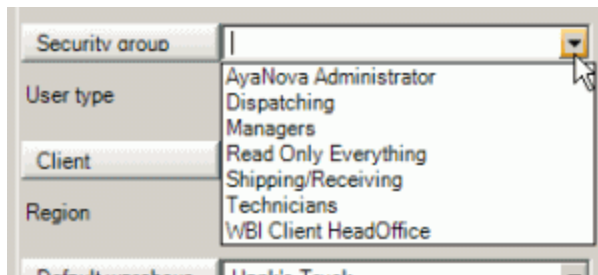 Security group
AyaNova Administrator
User type
Dispatching
Managers
Client
Read Only Everything
Shipping/Receiving
Region
Technicians
WBI Client HeadOffice